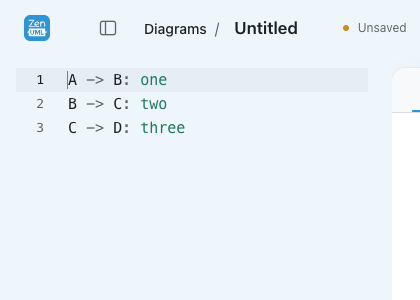 Zen
UML
Diagrams / Untitled
Unsaved
1 A -> B: one
2 B -> C: two
3 C -> D: three